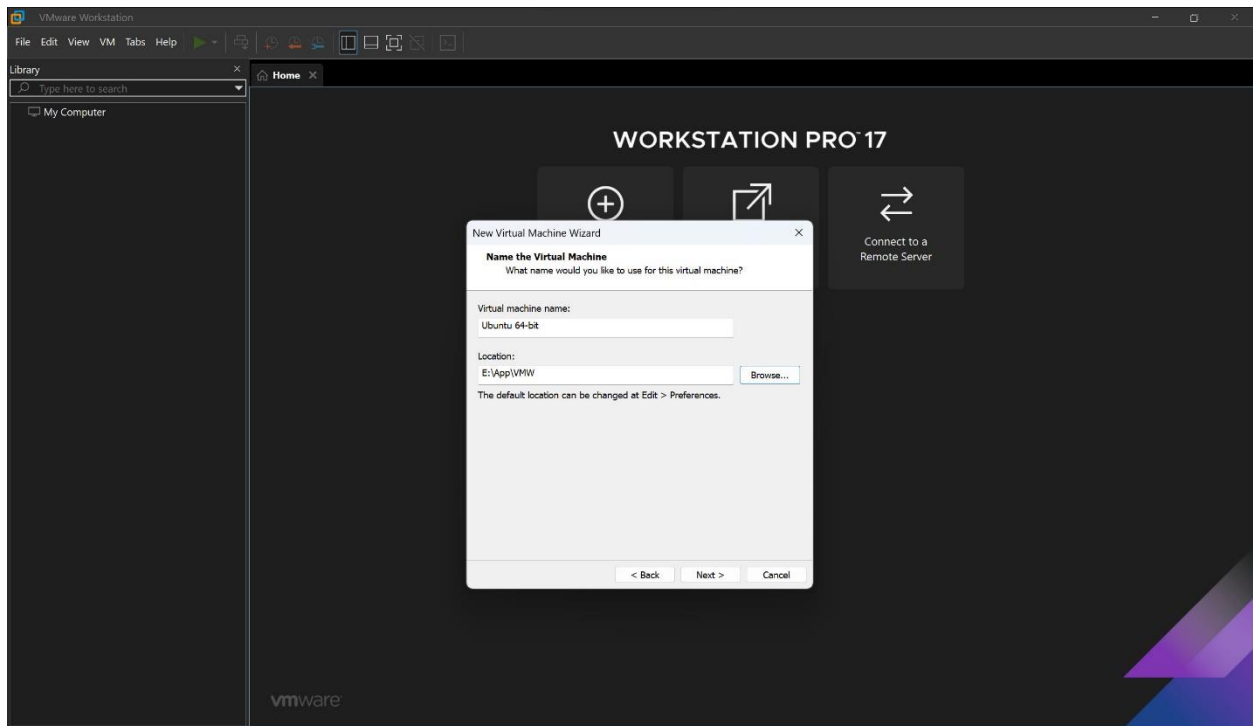 VMware Workstation
File Edit View VM Tabs Help
Library
Type here to search
My Computer
Home
WORKSTATION PRO™ 17
Connect to a
Remote Server
New Virtual Machine Wizard
Name the Virtual Machine
What name would you like to use for this virtual machine?
Virtual machine name:
Ubuntu 64-bit
Location:
E:\App\VMW
Browse...
The default location can be changed at Edit > Preferences.
< Back Next > Cancel
vmware